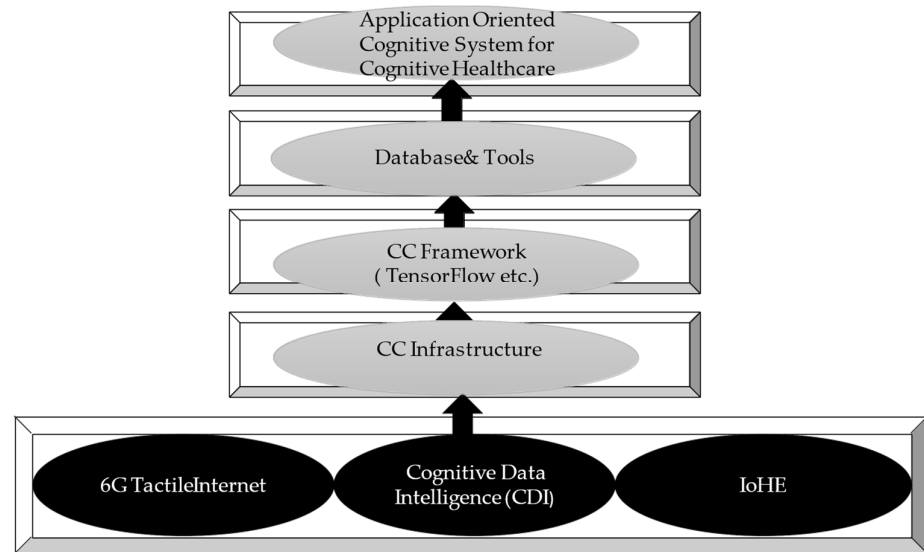 Application Oriented
Cognitive System for
Cognitive Healthcare
Database& Tools
CC Framework
( TensorFlow etc.)
CC Infrastructure
6G TactileInternet
Cognitive Data
Intelligence (CDI)
IoHE